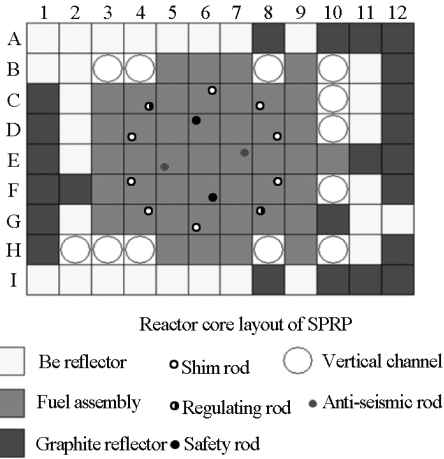 1 2 3 4 5 6 7 8 9 10 11 12
A
B
C
D
E
F
G
H
I
Reactor core layout of SPRP
Be reflector Shim rod Vertical channel
Fuel assembly Regulating rod Anti-seismic rod
Graphite reflector Safety rod